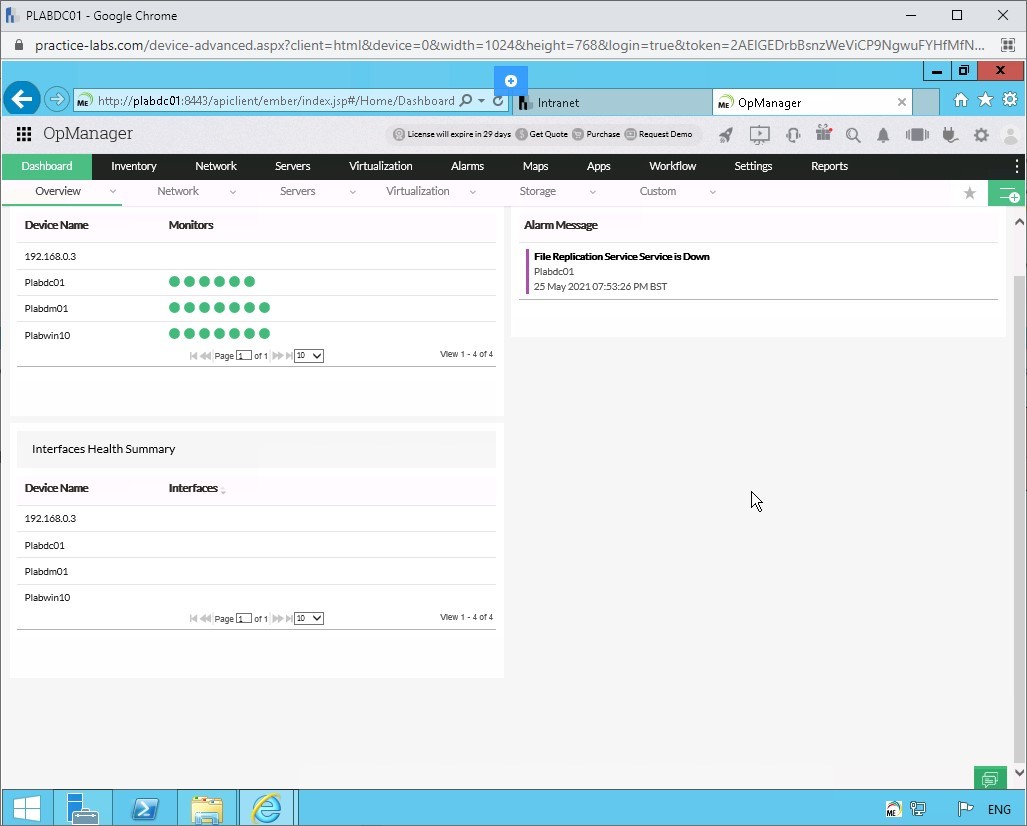 PLABDC01 - Google Chrome
practice-labs.com/device-advanced.aspx?client=html&device=0&width=1024&height=768&login=true&token=2AEIGEDrbBsnzWeViCP9NgwuFYHfMfN...
ME http://plabdc01:8443/apiclient/ember/index.jsp#/Home/Dashboard
Intranet
ME OpManager
OpManager
License will expire in 29 days
Get Quote
Purchase
Request Demo
Dashboard Inventory Network Servers Virtualization Alarms Maps Apps Workflow Settings Reports
Overview Network Servers Virtualization Storage Custom
Device Name Monitors
192.168.0.3
Plabdc01
Plabdm01
Plabwin10
Page 1 of 1 10 View 1 - 4 of 4
Alarm Message
File Replication Service Service is Down
Plabdc01
25 May 2021 07:53:26 PM BST
Interfaces Health Summary
Device Name Interfaces
192.168.0.3
Plabdc01
Plabdm01
Plabwin10
Page 1 of 1 10 View 1 - 4 of 4
ME ENG